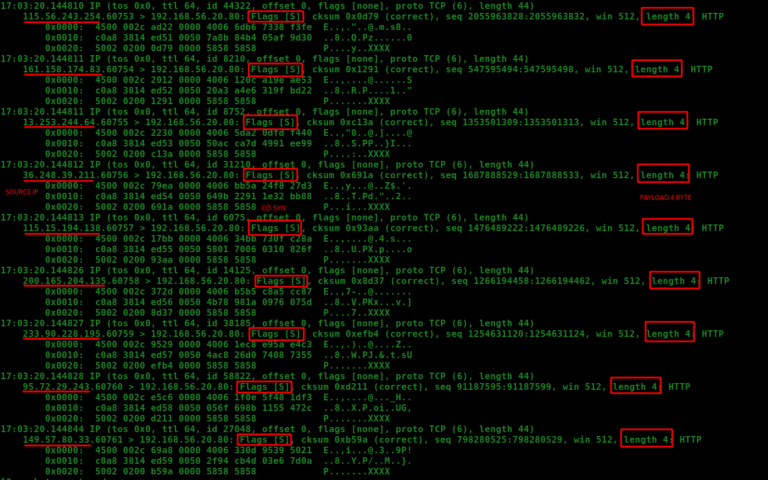 17:03:20.144810 IP (tos 0x0, ttl 64, id 44322, offset 0, flags [none], proto TCP (6), length 44)
115.56.243.254.60753 > 192.168.56.20.80: Flags [S], cksum 0x0d79 (correct), seq 2055963828:2055963832, win 512, length 4: HTTP
0x0000: 4500 002c ad22 0000 4006 6db6 7338 f3fe E..,."..@.m.s8..
0x0010: c0a8 3814 ed51 0050 7a8b 84b4 05af 9d30 ..8..Q.Pz......0
0x0020: 5002 0200 0d79 0000 5858 5858 P....y..XXXX
17:03:20.144811 IP (tos 0x0, ttl 64, id 8210, offset 0, flags [none], proto TCP (6), length 44)
161.158.174.83.60754 > 192.168.56.20.80: Flags [S], cksum 0x1291 (correct), seq 547595494:547595498, win 512, length 4: HTTP
0x0000: 4500 002c 2012 0000 4006 120c a19e ae53 E..,....@......S
0x0010: c0a8 3814 ed52 0050 20a3 a4e6 319f bd22 ..8..R.P....1.."
0x0020: 5002 0200 1291 0000 5858 5858 P.......XXXX
17:03:20.144811 IP (tos 0x0, ttl 64, id 8752, offset 0, flags [none], proto TCP (6), length 44)
13.253.244.64.60755 > 192.168.56.20.80: Flags [S], cksum 0xc13a (correct), seq 1353501309:1353501313, win 512, length 4: HTTP
0x0000: 4500 002c 2230 0000 4006 5da2 0dfd f440 E..,"0..@.]....@
0x0010: c0a8 3814 ed53 0050 50ac ca7d 4991 ee99 ..8..S.PP..}I...
0x0020: 5002 0200 c13a 0000 5858 5858 P....:..XXXX
17:03:20.144812 IP (tos 0x0, ttl 64, id 31210, offset 0, flags [none], proto TCP (6), length 44)
36.248.39.211.60756 > 192.168.56.20.80: Flags [S], cksum 0x691a (correct), seq 1687888529:1687888533, win 512, length 4: HTTP
0x0000: 4500 002c 79ea 0000 4006 bb5a 24f8 27d3 E..,y...@..Z$.'.
SOURCE IP
0x0010: c0a8 3814 ed54 0050 649b 2291 1e32 bb88 ..8..T.Pd."..2..
PAYLOAD 4 BYTE
0x0020: 5002 0200 691a 0000 5858 5858 P...i...XXXX
CỜ SYN
17:03:20.144813 IP (tos 0x0, ttl 64, id 6075, offset 0, flags [none], proto TCP (6), length 44)
115.15.194.138.60757 > 192.168.56.20.80: Flags [S], cksum 0x93aa (correct), seq 1476489222:1476489226, win 512, length 4: HTTP
0x0000: 4500 002c 17bb 0000 4006 34bb 730f c28a E..,....@.4.s...
0x0010: c0a8 3814 ed55 0050 5801 7006 0310 826f ..8..U.PX.p....o
0x0020: 5002 0200 93aa 0000 5858 5858 P.......XXXX
17:03:20.144826 IP (tos 0x0, ttl 64, id 14125, offset 0, flags [none], proto TCP (6), length 44)
200.165.204.135.60758 > 192.168.56.20.80: Flags [S], cksum 0x8d37 (correct), seq 1266194458:1266194462, win 512, length 4: HTTP
0x0000: 4500 002c 372d 0000 4006 b5b5 c8a5 cc87 E..,7-..@.......
0x0010: c0a8 3814 ed56 0050 4b78 981a 0976 075d ..8..V.PKx...v.]
0x0020: 5002 0200 8d37 0000 5858 5858 P....7..XXXX
17:03:20.144827 IP (tos 0x0, ttl 64, id 38185, offset 0, flags [none], proto TCP (6), length 44)
233.90.228.195.60759 > 192.168.56.20.80: Flags [S], cksum 0xefb4 (correct), seq 1254631120:1254631124, win 512, length 4: HTTP
0x0000: 4500 002c 9529 0000 4006 1ec8 e95a e4c3 E..,.)..@....Z..
0x0010: c0a8 3814 ed57 0050 4ac8 26d0 7408 7355 ..8..W.PJ.&.t.sU
0x0020: 5002 0200 efb4 0000 5858 5858 P.......XXXX
17:03:20.144828 IP (tos 0x0, ttl 64, id 58822, offset 0, flags [none], proto TCP (6), length 44)
95.72.29.243.60760 > 192.168.56.20.80: Flags [S], cksum 0xd211 (correct), seq 91187595:91187599, win 512, length 4: HTTP
0x0000: 4500 002c e5c6 0000 4006 1f0e 5f48 1df3 E..,....@..._H..
0x0010: c0a8 3814 ed58 0050 056f 698b 1155 472c ..8..X.P.oi..UG,
0x0020: 5002 0200 d211 0000 5858 5858 P.......XXXX
17:03:20.144844 IP (tos 0x0, ttl 64, id 27048, offset 0, flags [none], proto TCP (6), length 44)
149.57.80.33.60761 > 192.168.56.20.80: Flags [S], cksum 0xb59a (correct), seq 798280525:798280529, win 512, length 4: HTTP
0x0000: 4500 002c 69a8 0000 4006 330d 9539 5021 E..,i...@.3..9P!
0x0010: c0a8 3814 ed59 0050 2f94 cb4d 03e6 7d0a ..8..Y.P/..M..}.
0x0020: 5002 0200 b59a 0000 5858 5858 P.......XXXX